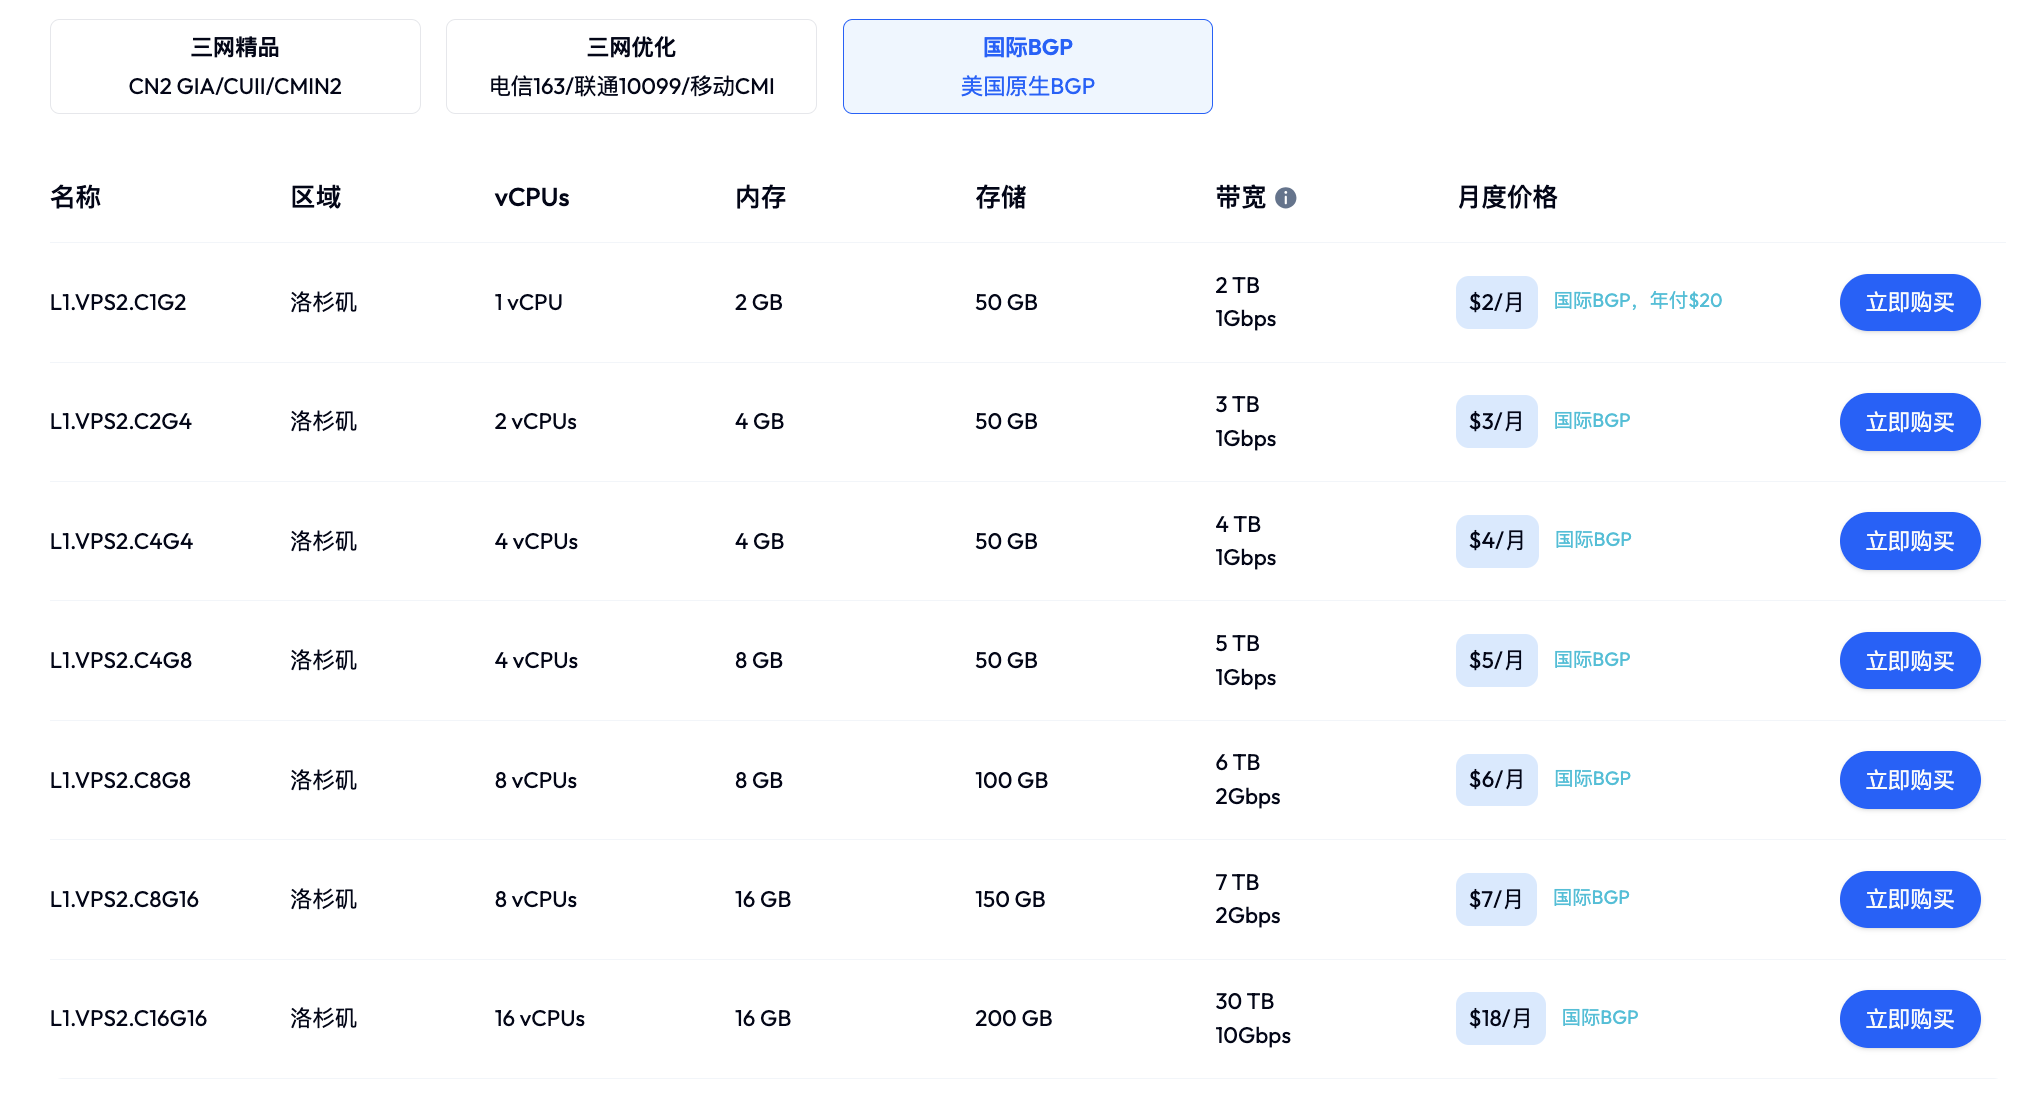 三网精品
CN2 GIA/CUII/CMIN2
三网优化
电信163/联通10099/移动CMI
国际BGP
美国原生BGP
名称 区域 vCPUs 内存 存储 带宽 月度价格
L1.VPS2.C1G2 洛杉矶 1 vCPU 2 GB 50 GB 2 TB 1Gbps $2/月 国际BGP，年付$20 立即购买
L1.VPS2.C2G4 洛杉矶 2 vCPUs 4 GB 50 GB 3 TB 1Gbps $3/月 国际BGP 立即购买
L1.VPS2.C4G4 洛杉矶 4 vCPUs 4 GB 50 GB 4 TB 1Gbps $4/月 国际BGP 立即购买
L1.VPS2.C4G8 洛杉矶 4 vCPUs 8 GB 50 GB 5 TB 1Gbps $5/月 国际BGP 立即购买
L1.VPS2.C8G8 洛杉矶 8 vCPUs 8 GB 100 GB 6 TB 2Gbps $6/月 国际BGP 立即购买
L1.VPS2.C8G16 洛杉矶 8 vCPUs 16 GB 150 GB 7 TB 2Gbps $7/月 国际BGP 立即购买
L1.VPS2.C16G16 洛杉矶 16 vCPUs 16 GB 200 GB 30 TB 10Gbps $18/月 国际BGP 立即购买